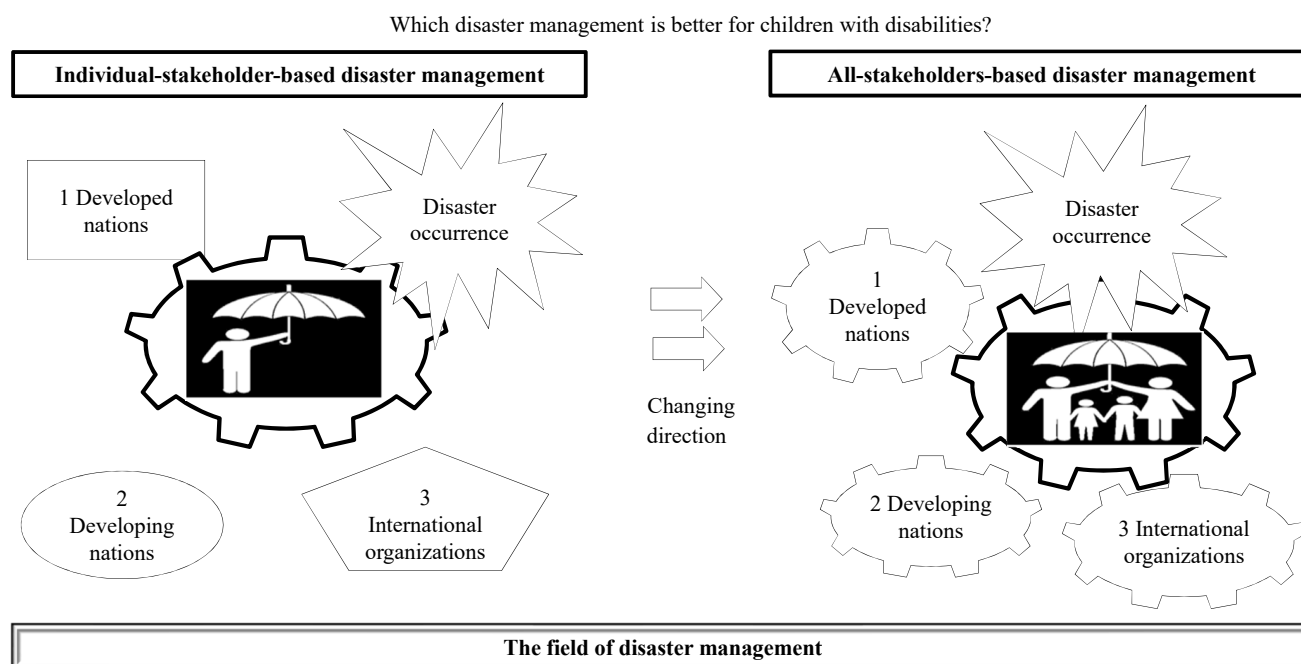 Which disaster management is better for children with disabilities?
Individual-stakeholder-based disaster management
All-stakeholders-based disaster management
1 Developed
nations
Disaster
occurrence
2
Developing
nations
3
International
organizations
Changing
direction
Disaster
occurrence
1
Developed
nations
2 Developing
nations
3 International
organizations
The field of disaster management